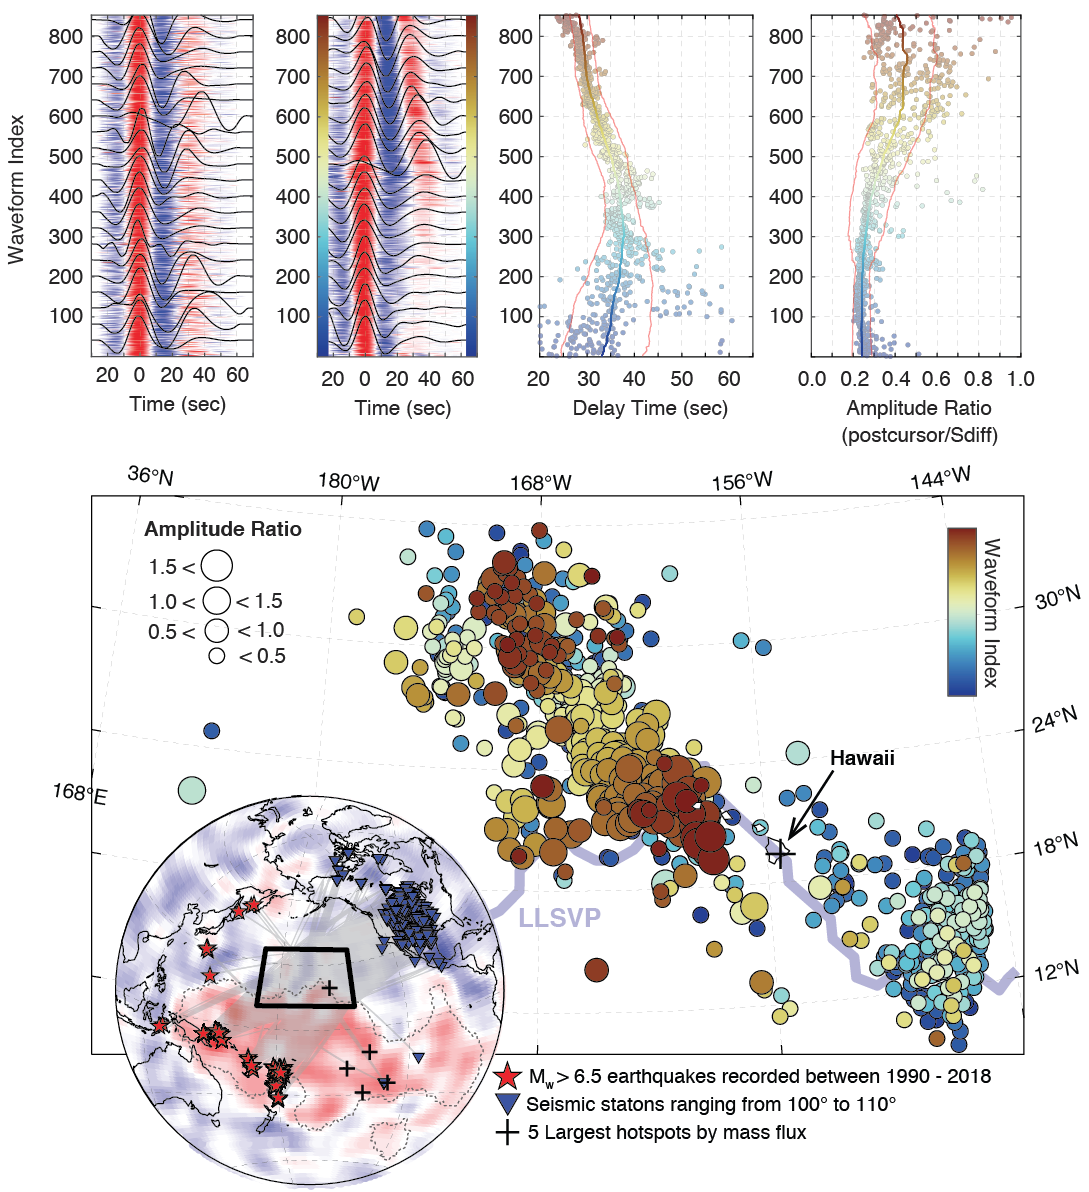 Waveform Index
800
700
600
500
400
300
200
100
20 0 20 40 60
Time (sec)
800
700
600
500
400
300
200
100
20 0 20 40 60
Time (sec)
800
700
600
500
400
300
200
100
20 30 40 50 60
Delay Time (sec)
800
700
600
500
400
300
200
100
0.0 0.2 0.4 0.6 0.8 1.0
Amplitude Ratio
(postcursor/Sdiff)
36°N 180°W 168°W 156°W 144°W
Amplitude Ratio
1.5 <
1.0 < < 1.5
0.5 < < 1.0
< 0.5
Waveform Index
30°N
24°N
18°N
12°N
168°E
Hawaii
LLSVP
Mw > 6.5 earthquakes recorded between 1990 - 2018
Seismic statons ranging from 100° to 110°
5 Largest hotspots by mass flux